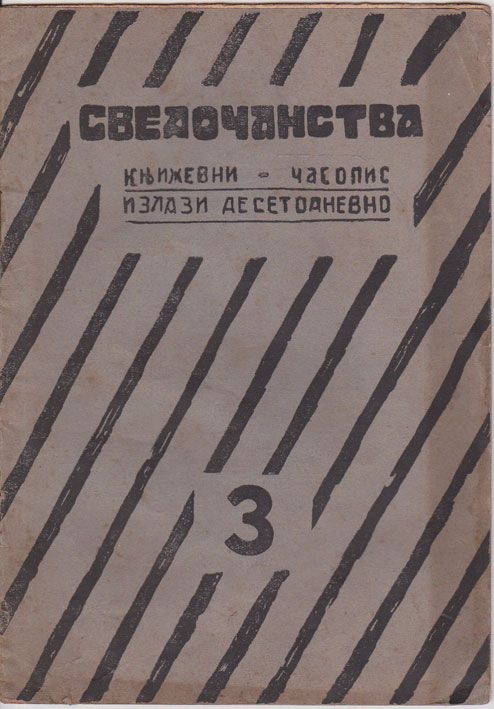 СВЕДОЧАНСТВА
КЊИЖЕВНИ - ЧАСОПИС
ИЗЛАЗИ ДЕСЕТОДНЕВНО
3